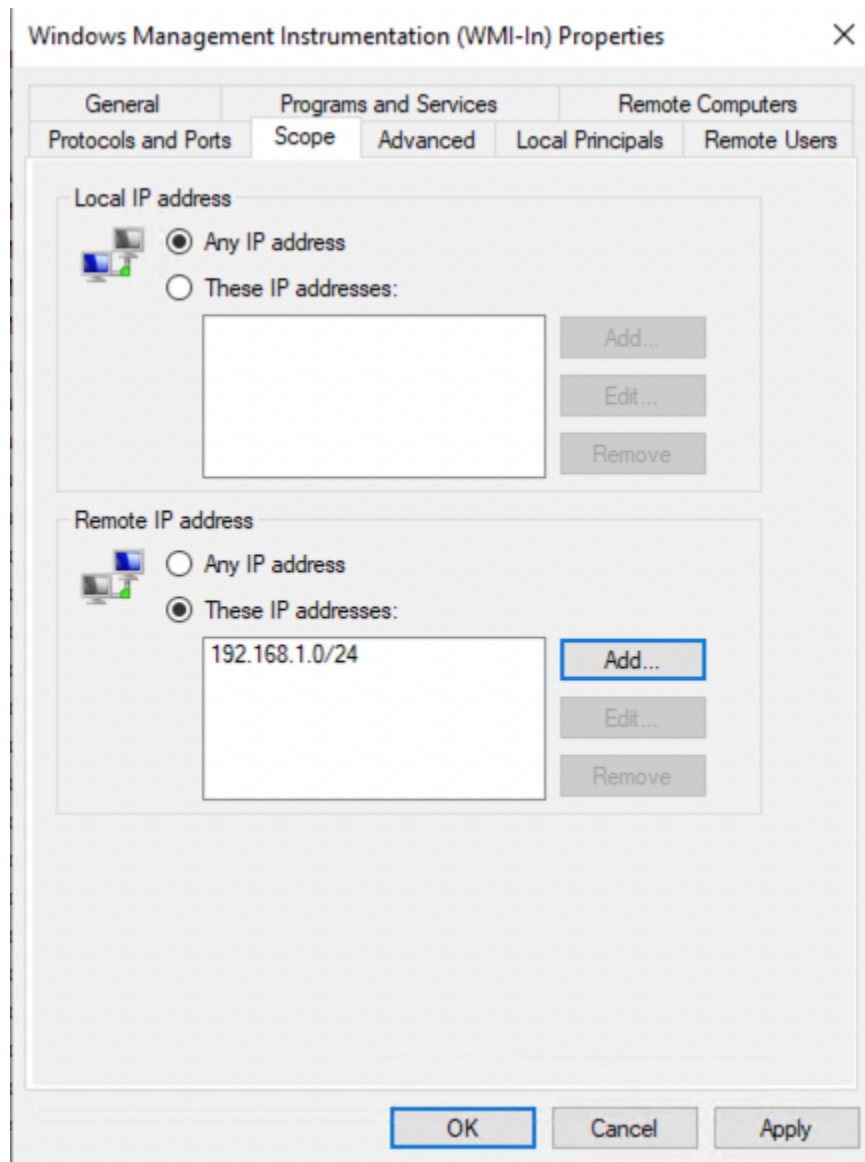 Windows Management Instrumentation (WMI-In) Properties
General Programs and Services Remote Computers
Protocols and Ports Scope Advanced Local Principals Remote Users
Local IP address
Any IP address
These IP addresses:
Add...
Edit...
Remove
Remote IP address
Any IP address
These IP addresses:
192.168.1.0/24
Add...
Edit...
Remove
OK Cancel Apply